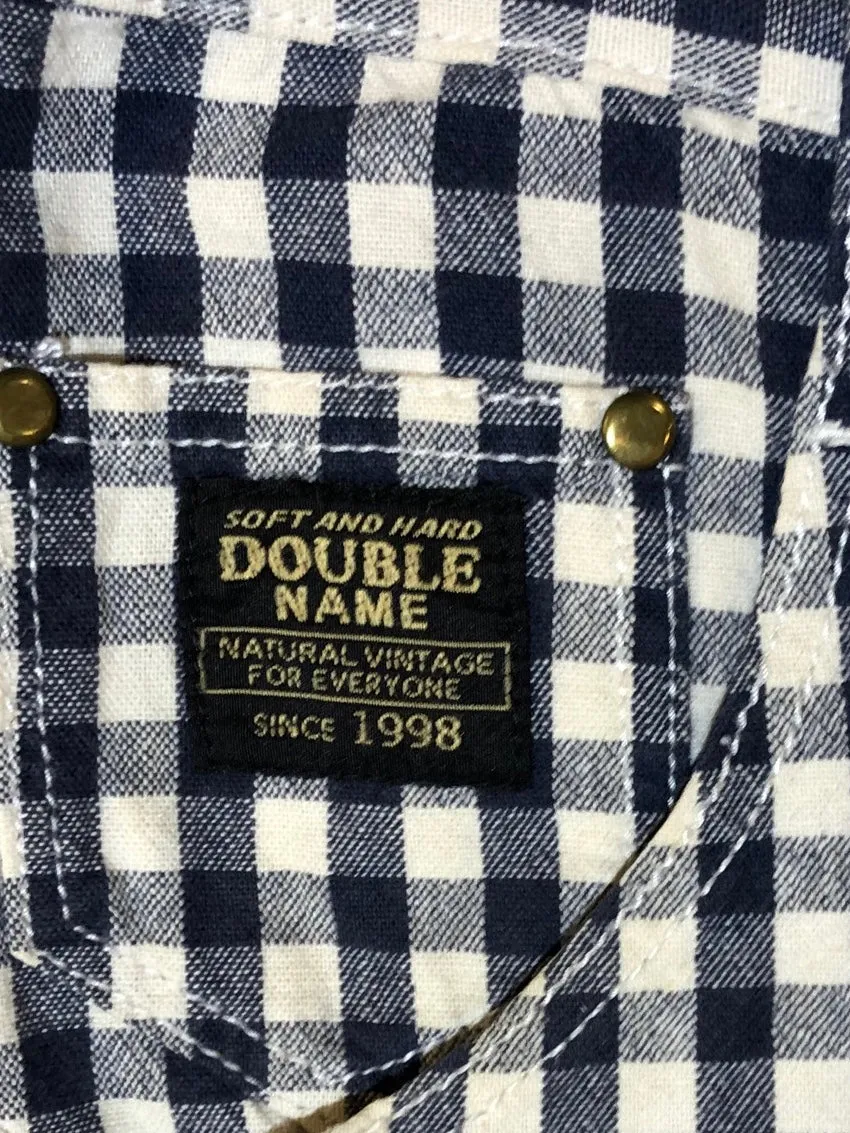 SOFT AND HARD
DOUBLE
NAME
NATURAL VINTAGE
FOR EVERYONE
SINCE 1998